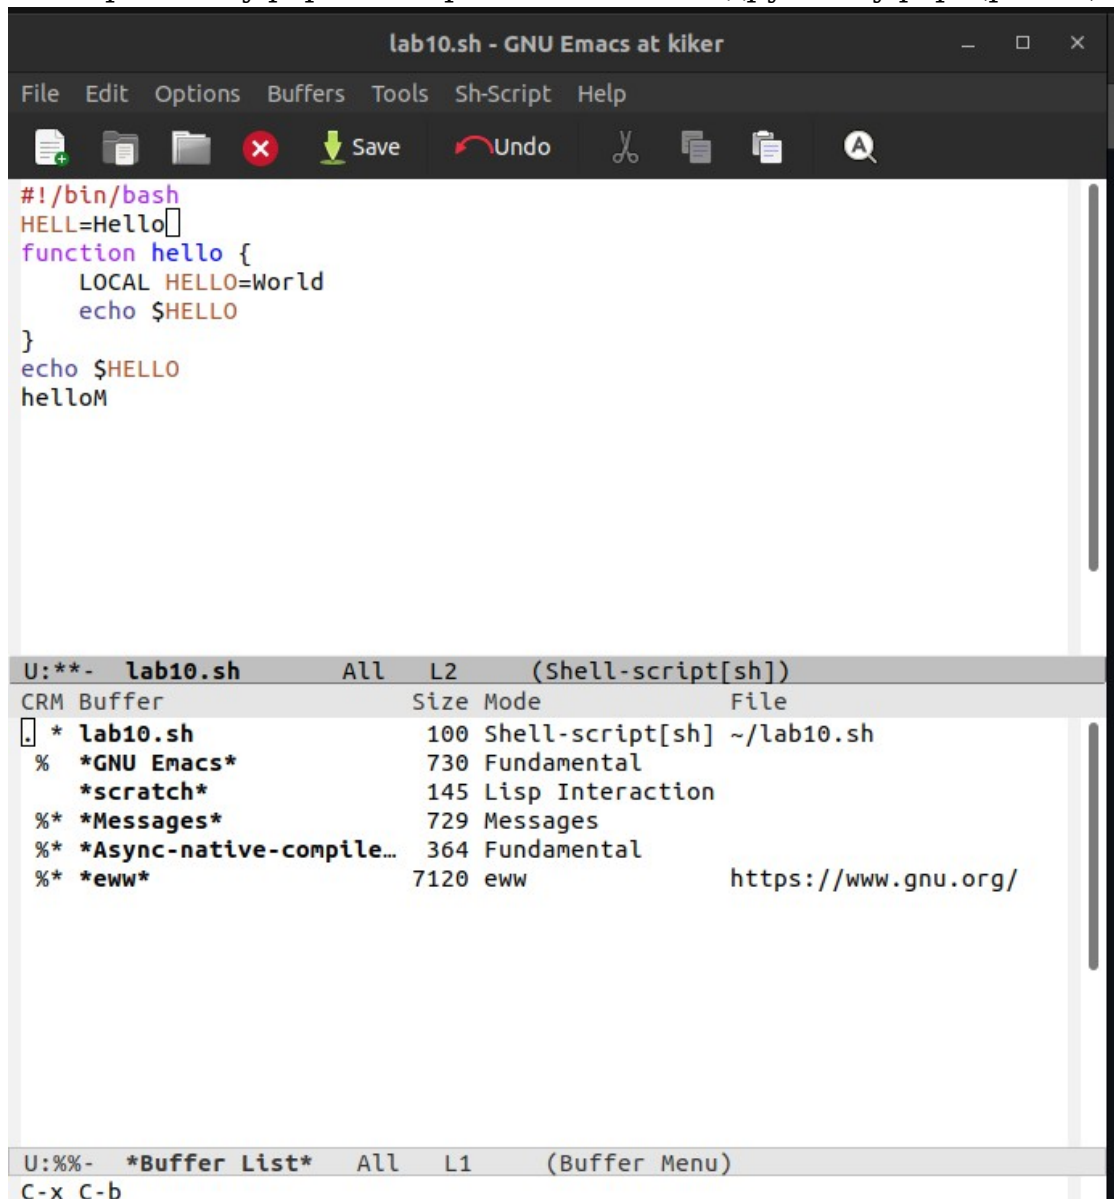 lab10.sh - GNU Emacs at kiker
File Edit Options Buffers Tools Sh-Script Help
Save Undo
#!/bin/bash
HELL=Hello
function hello {
    LOCAL HELLO=World
    echo $HELLO
}
echo $HELLO
helloM
U:**- lab10.sh All L2 (Shell-script[sh])
CRM Buffer Size Mode File
. * lab10.sh 100 Shell-script[sh] ~/lab10.sh
% *GNU Emacs* 730 Fundamental
*scratch* 145 Lisp Interaction
%* *Messages* 729 Messages
%* *Async-native-compile… 364 Fundamental
%* *eww* 7120 eww https://www.gnu.org/
U:%%- *Buffer List* All L1 (Buffer Menu)
C-x C-b